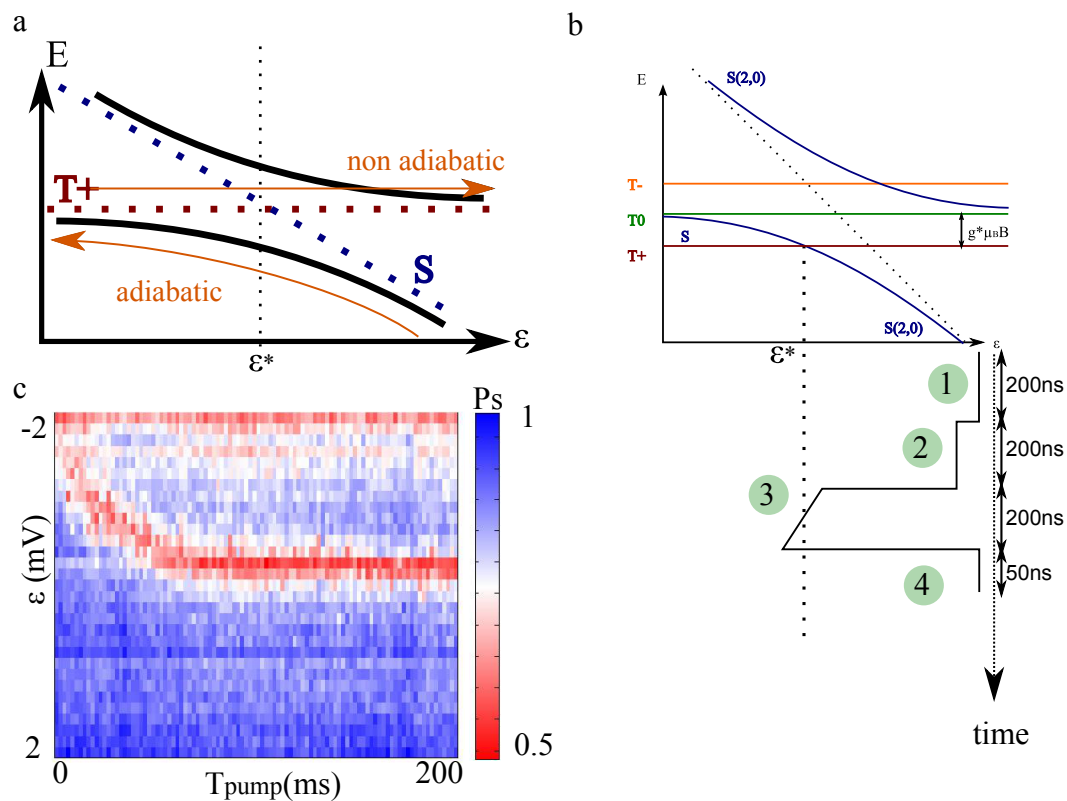 a
E
non adiabatic
T+
S
adiabatic
ε
ε*
b
E
S(2,0)
T-
T0
g*μBB
S
T+
S(2,0)
ε*
ε
1
200ns
2
200ns
3
200ns
4
50ns
time
c
Ps
-2
1
ε (mV)
2
0.5
0
200
Tpump(ms)